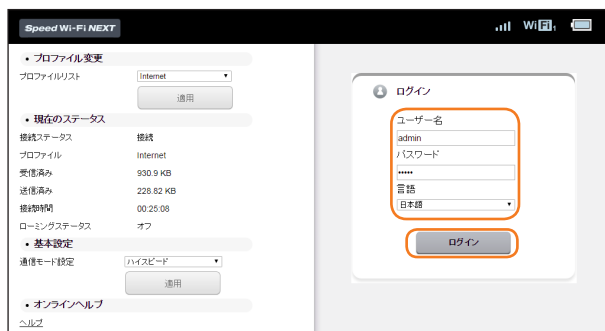 Speed Wi-Fi NEXT
WiFi 1
• プロファイル変更
プロファイルリスト Internet
適用
• 現在のステータス
接続ステータス 接続
プロファイル Internet
受信済み 930.9 KB
送信済み 228.82 KB
接続時間 00:25:08
ローミングステータス オフ
• 基本設定
通信モード設定 ハイスピード
適用
• オンラインヘルプ
ヘルプ
ログイン
ユーザー名
admin
パスワード
•••••
言語
日本語
ログイン